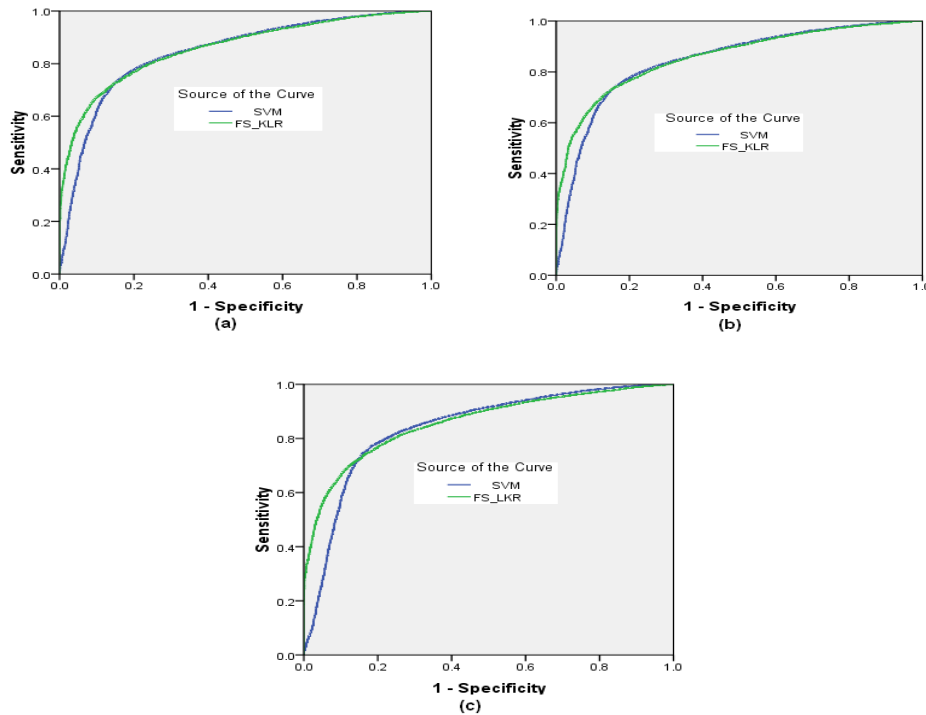 1.0
0.8
0.6
0.4
0.2
0.0
Sensitivity
Source of the Curve
SVM
FS_KLR
0.0 0.2 0.4 0.6 0.8 1.0
1 - Specificity
(a)
1.0
0.8
0.6
0.4
0.2
0.0
Sensitivity
Source of the Curve
SVM
FS_KLR
0.0 0.2 0.4 0.6 0.8 1.0
1 - Specificity
(b)
1.0
0.8
0.6
0.4
0.2
0.0
Sensitivity
Source of the Curve
SVM
FS_LKR
0.0 0.2 0.4 0.6 0.8 1.0
1 - Specificity
(c)